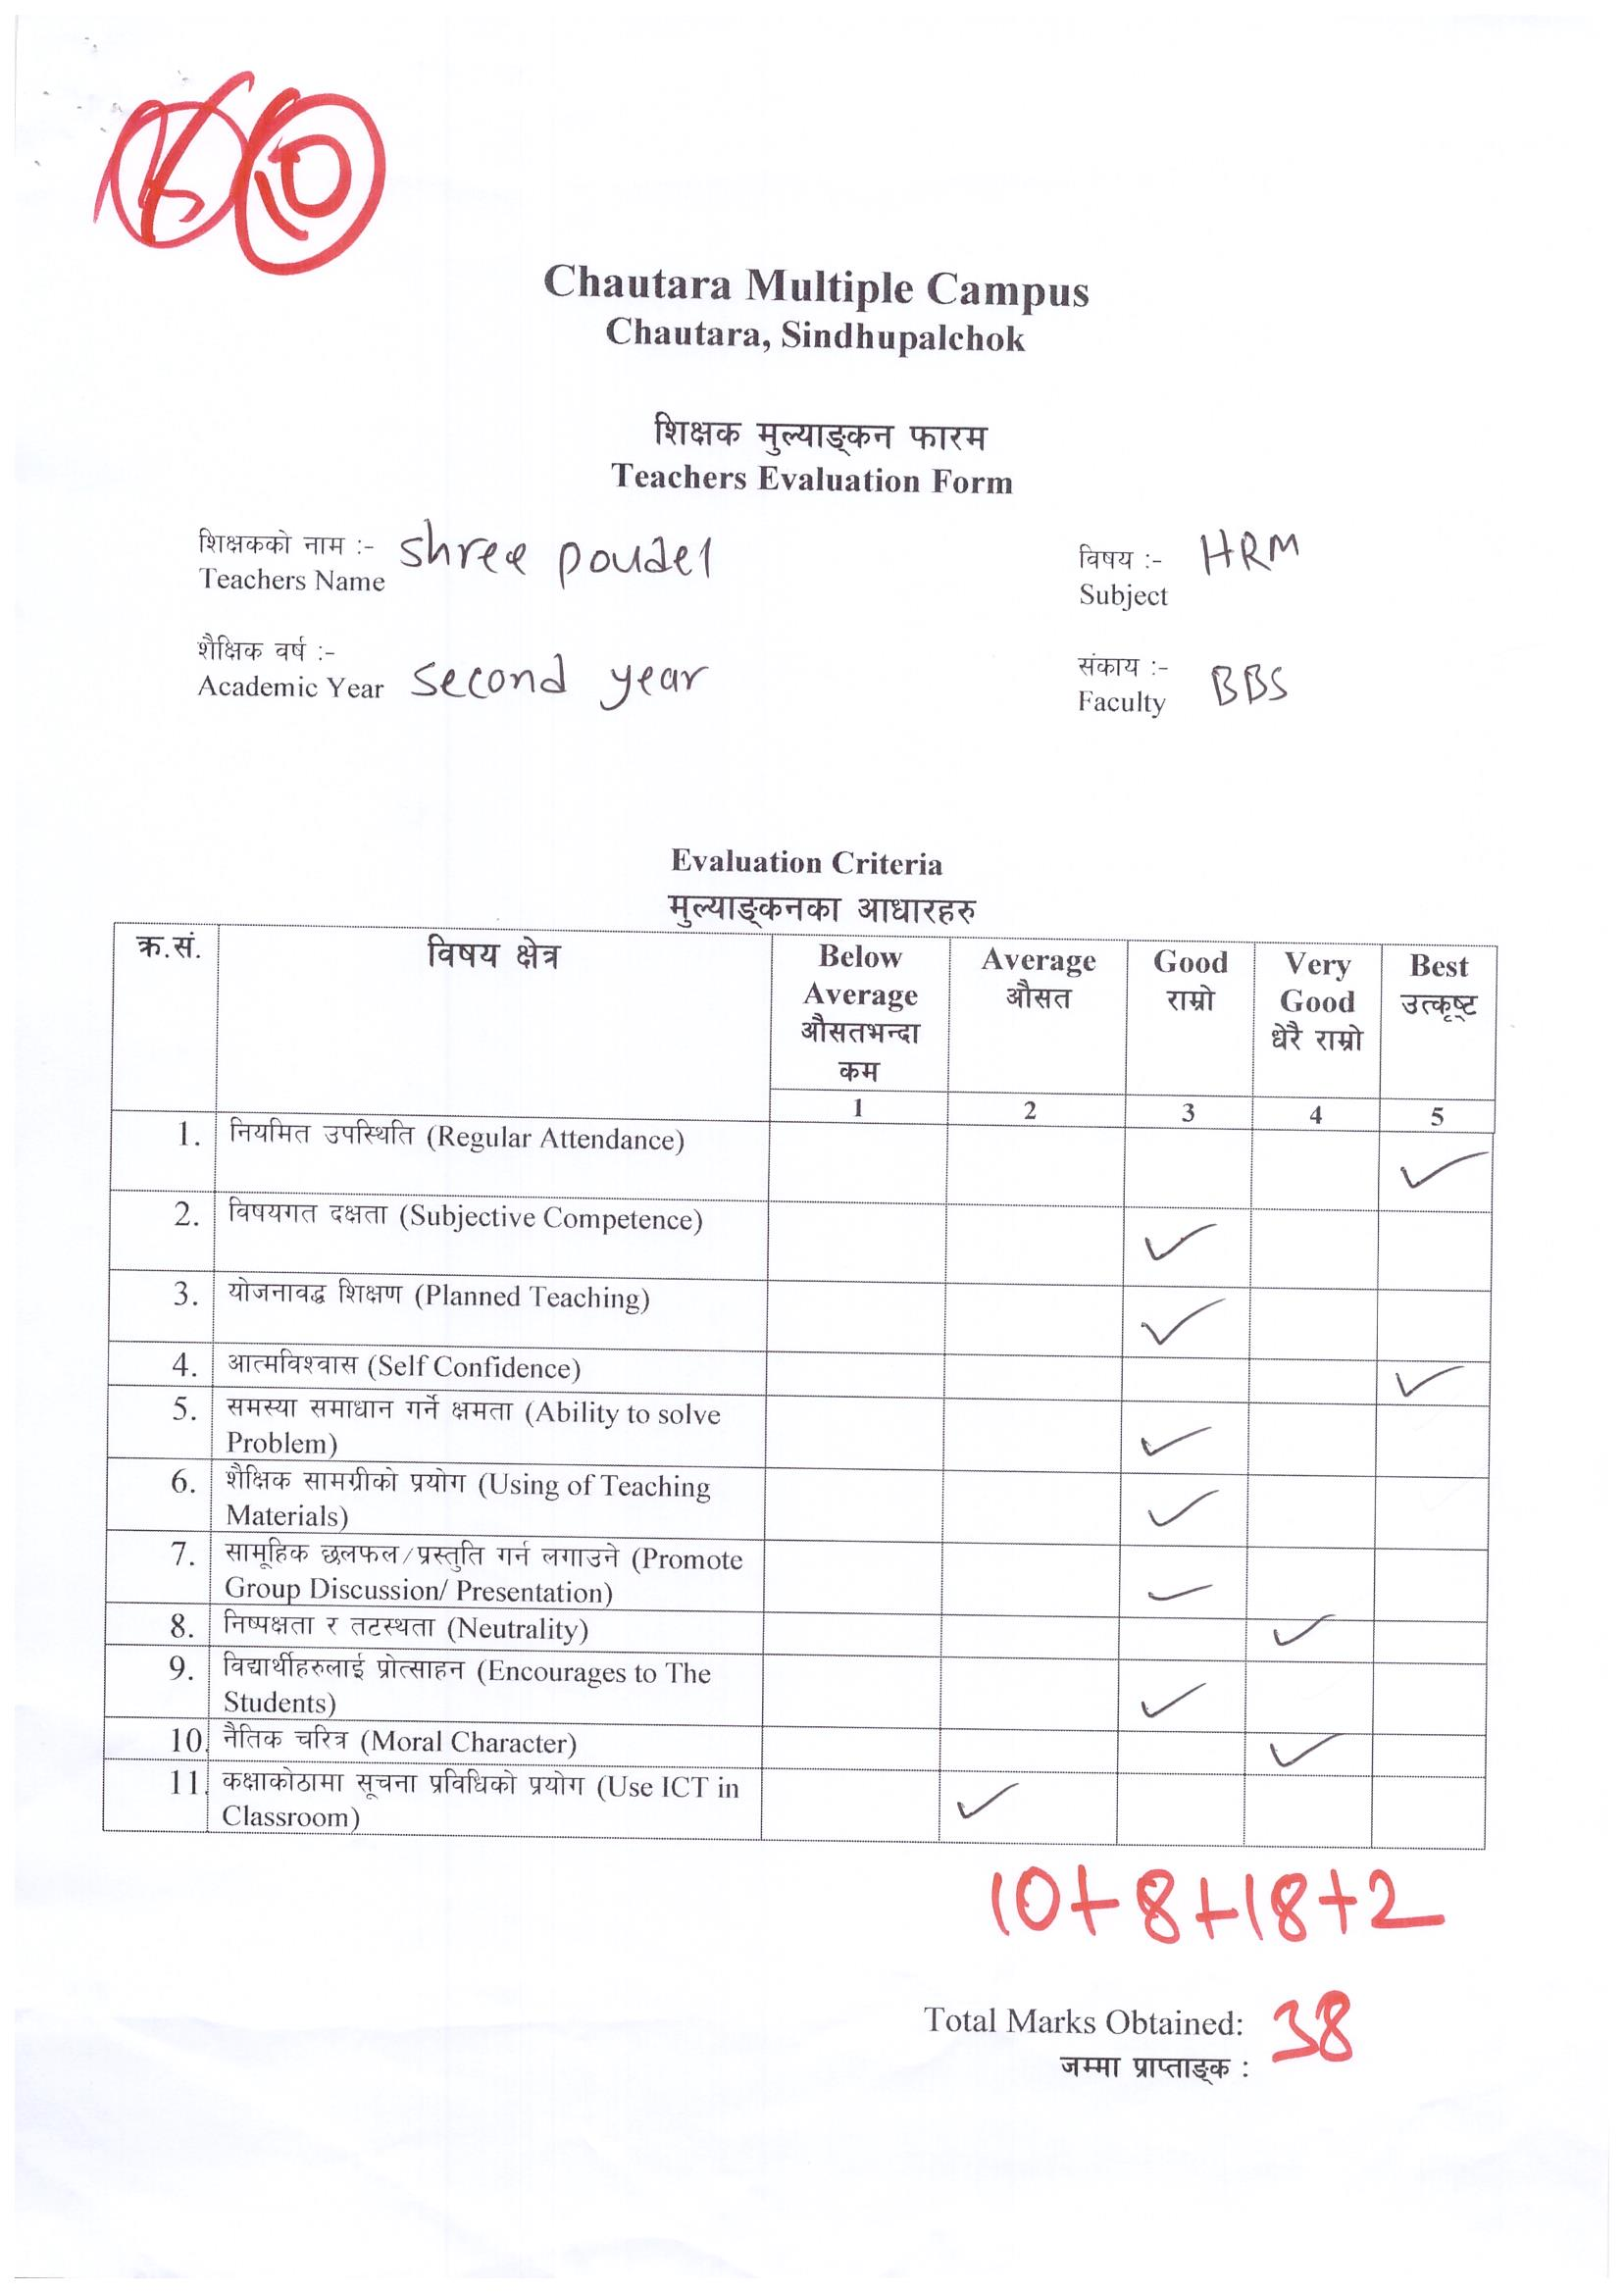 Chautara Multiple Campus
Chautara, Sindhupalchok
शिक्षक मुल्याङ्कन फारम
Teachers Evaluation Form
शिक्षकको नाम :- shree poudel
Teachers Name
विषय :- HRM
Subject
शैक्षिक वर्ष :-
Academic Year second year
संकाय :- BBS
Faculty
Evaluation Criteria
मुल्याङ्कनका आधारहरु
क्र.सं. विषय क्षेत्र Below Average औसतभन्दा कम Average औसत Good राम्रो Very Good धेरै राम्रो Best उत्कृष्ट
1 2 3 4 5
1. नियमित उपस्थिति (Regular Attendance) ✓
2. विषयगत दक्षता (Subjective Competence) ✓
3. योजनावद्ध शिक्षण (Planned Teaching) ✓
4. आत्मविश्वास (Self Confidence) ✓
5. समस्या समाधान गर्ने क्षमता (Ability to solve
Problem) ✓
6. शैक्षिक सामग्रीको प्रयोग (Using of Teaching
Materials) ✓
7. सामूहिक छलफल/प्रस्तुति गर्न लगाउने (Promote
Group Discussion/ Presentation) ✓
8. निष्पक्षता र तटस्थता (Neutrality) ✓
9. विद्यार्थीहरुलाई प्रोत्साहन (Encourages to The
Students) ✓
10. नैतिक चरित्र (Moral Character) ✓
11. कक्षाकोठामा सूचना प्रविधिको प्रयोग (Use ICT in
Classroom) ✓
10+8+18+2
Total Marks Obtained: 38
जम्मा प्राप्ताङ्क :